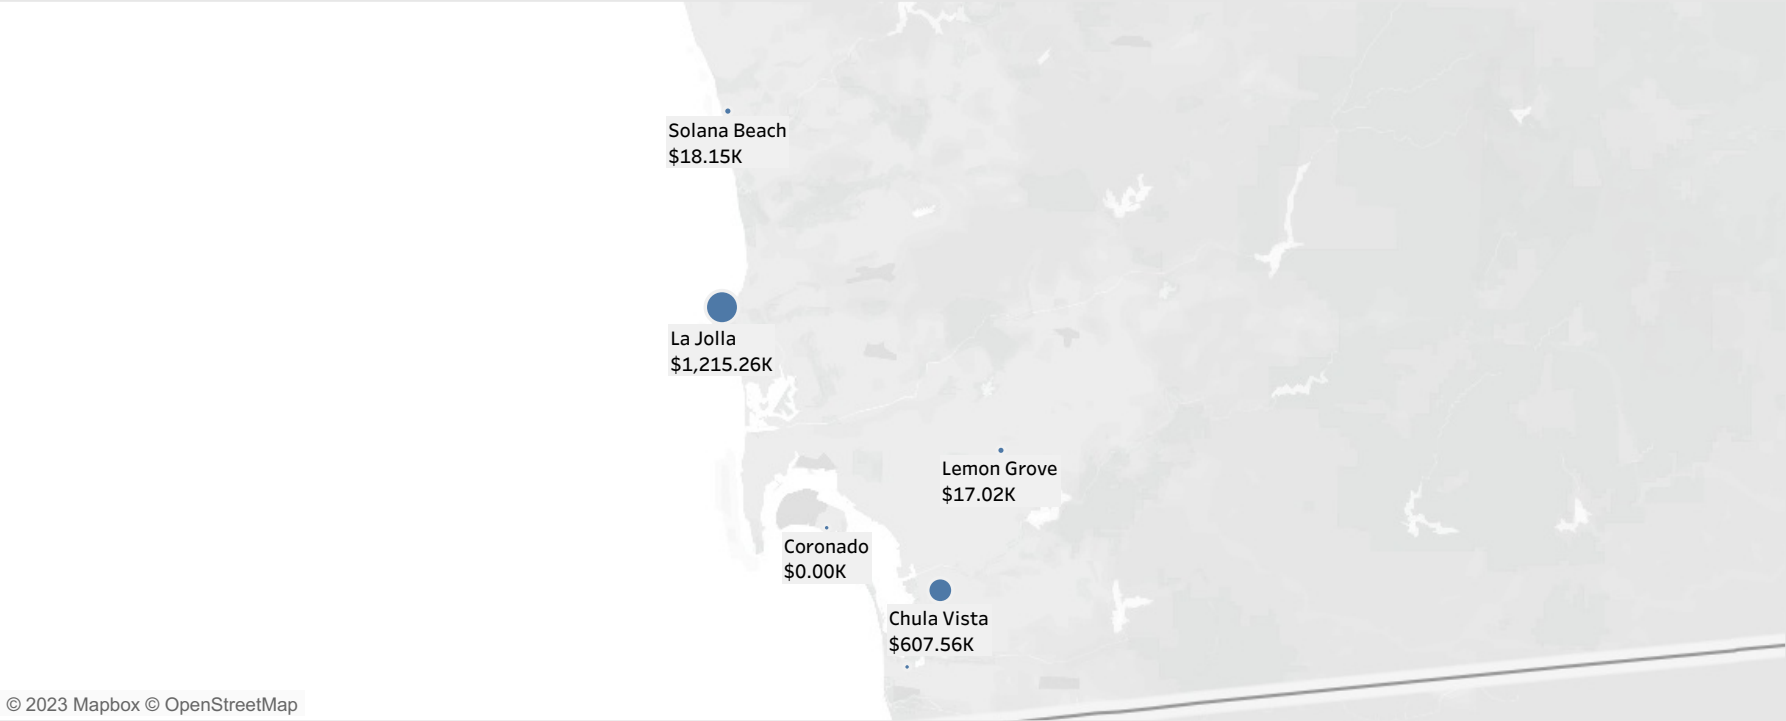 Solana Beach
$18.15K
La Jolla
$1,215.26K
Lemon Grove
$17.02K
Coronado
$0.00K
Chula Vista
$607.56K
© 2023 Mapbox © OpenStreetMap